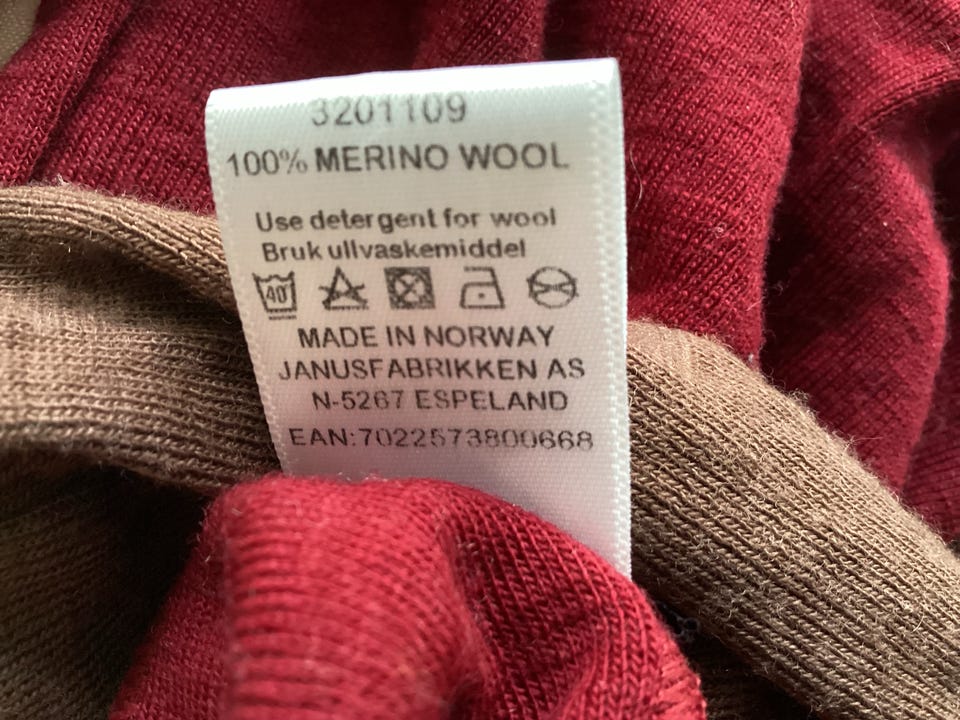 3201109
100% MERINO WOOL
Use detergent for wool
Bruk ullvaskemiddel
40°
MADE IN NORWAY
JANUSFABRIKKEN AS
N-5267 ESPELAND
EAN:7022573800668